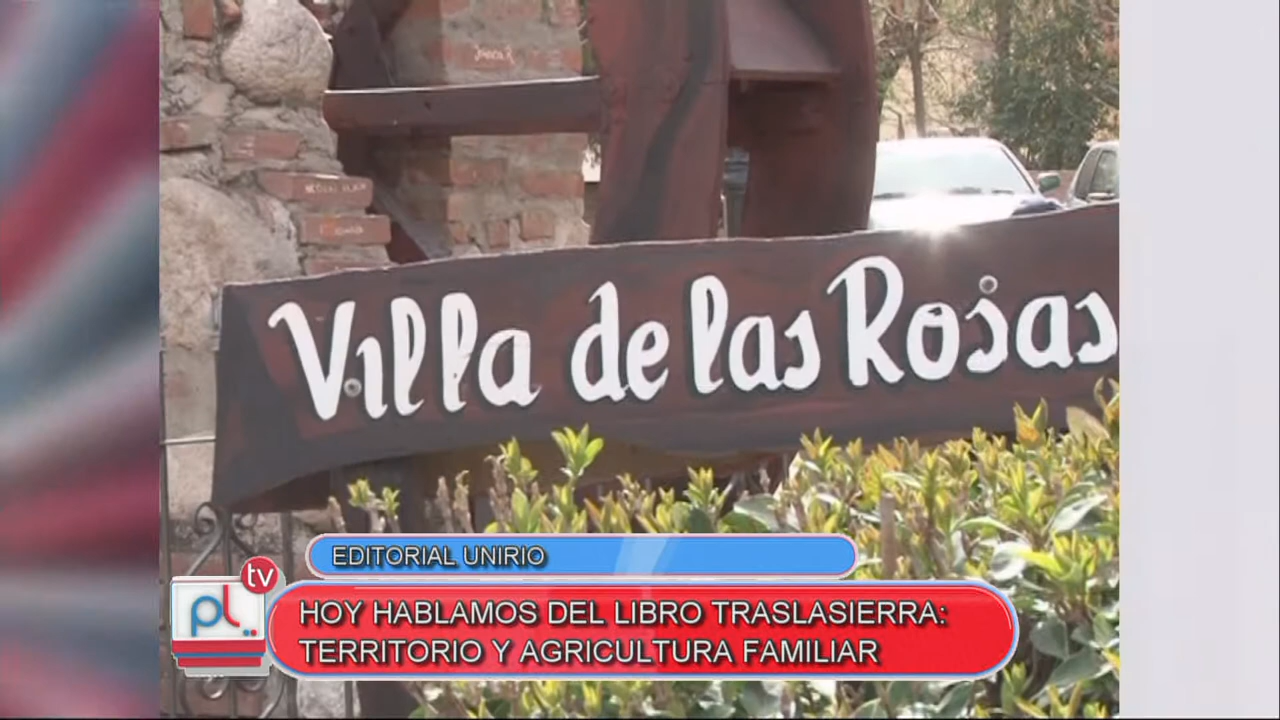 Villa de las Rosas
EDITORIAL UNIRIO
tv
pl..
HOY HABLAMOS DEL LIBRO TRASLASIERRA:
TERRITORIO Y AGRICULTURA FAMILIAR